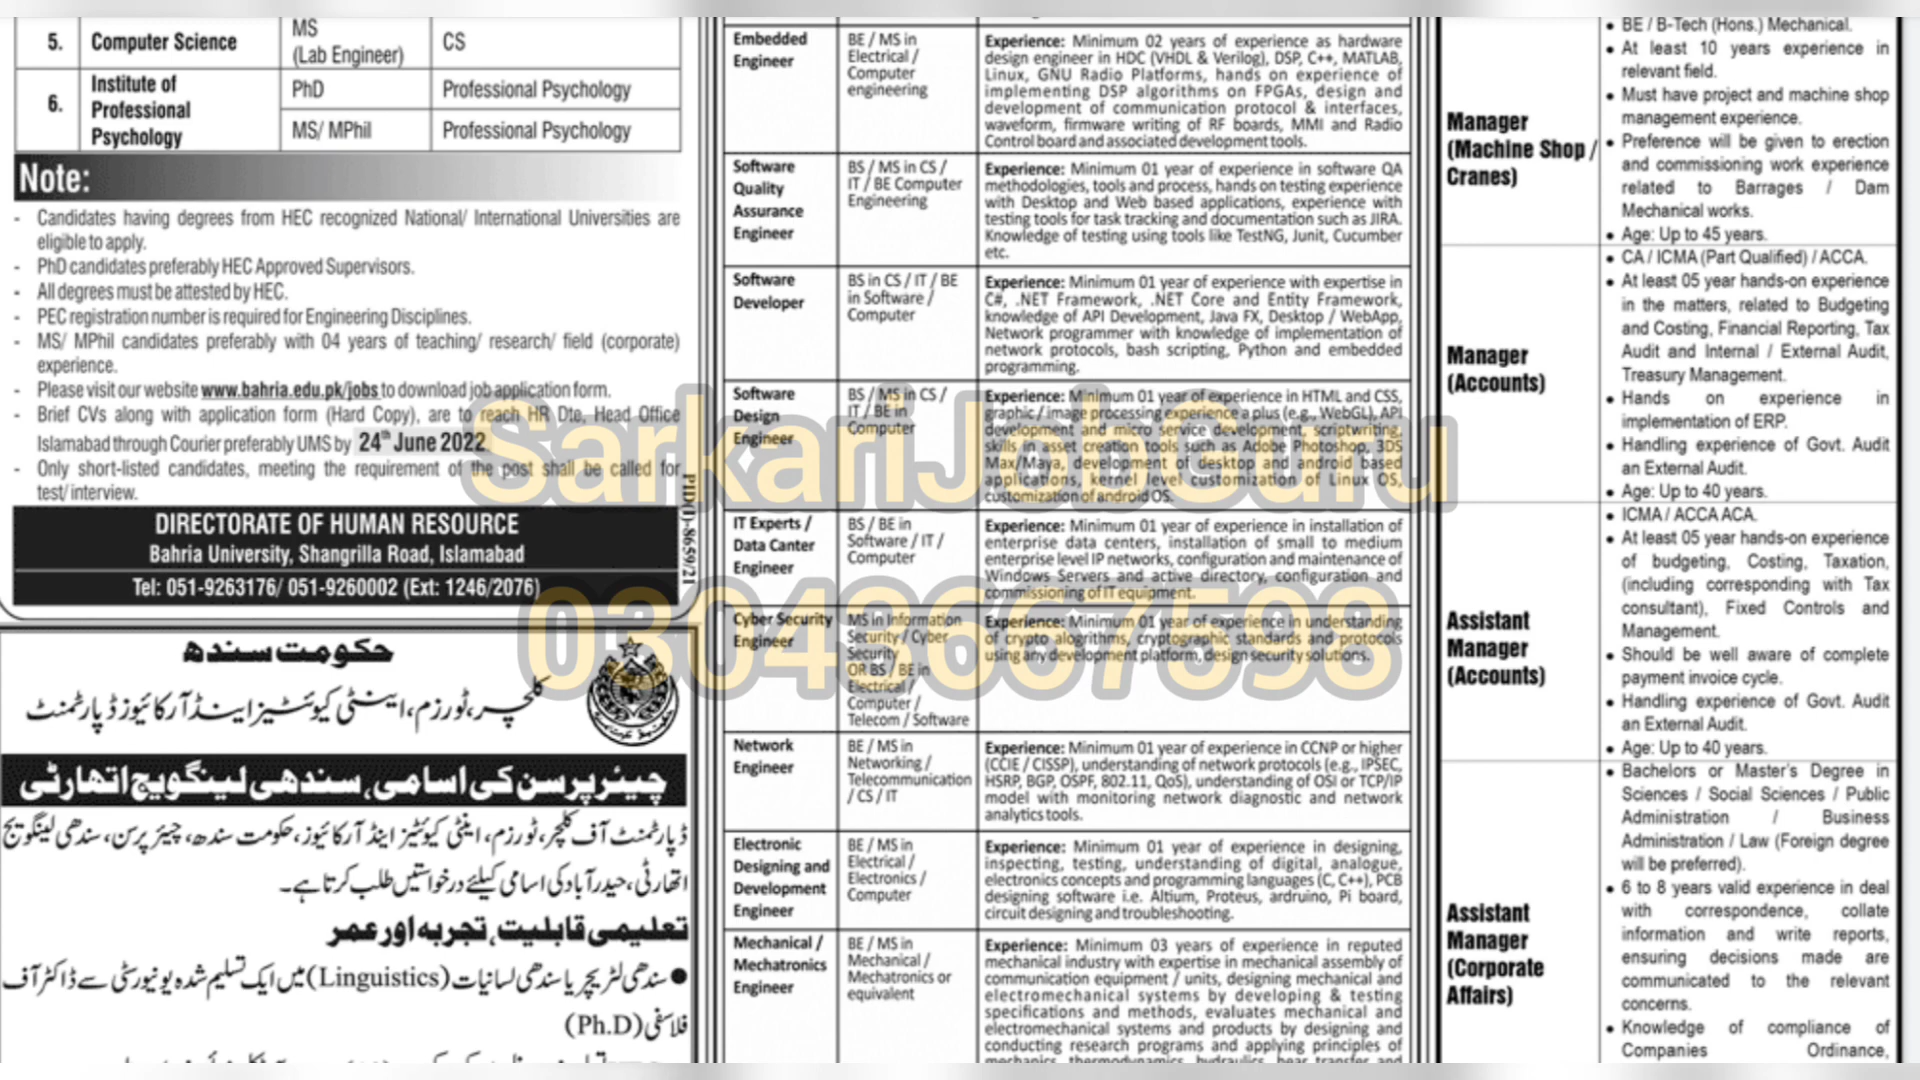 5. Computer Science MS CS
(Lab Engineer)
6. Institute of Professional Psychology PhD Professional Psychology
MS/ MPhil Professional Psychology
Note:
- Candidates having degrees from HEC recognized National/ International Universities are
eligible to apply.
- PhD candidates preferably HEC Approved Supervisors.
- All degrees must be attested by HEC.
- PEC registration number is required for Engineering Disciplines.
- MS/ MPhil candidates preferably with 04 years of teaching/ research/ field (corporate)
experience.
- Please visit our website www.bahria.edu.pk/jobs to download job application form.
- Brief CVs along with application form (Hard Copy), are to reach HR Dte, Head Office
Islamabad through Courier preferably UMS by 24th June 2022
- Only short-listed candidates, meeting the requirement of the post shall be called for
test/ interview.
DIRECTORATE OF HUMAN RESOURCE
Bahria University, Shangrilla Road, Islamabad
Tel: 051-9263176/ 051-9260002 (Ext: 1246/2076)
PID(I)-8659/21
حکومت سندھ
کلچر، ٹورزم، اینٹی کیوئٹیز اینڈ آرکائیوز ڈپارٹمنٹ
چیئرپرسن کی اسامی، سندھی لینگویج اتھارٹی
ڈپارٹمنٹ آف کلچر، ٹورزم، اینٹی کیوئٹیز اینڈ آرکائیوز، حکومت سندھ، چیئرپرسن، سندھی لینگویج
اتھارٹی، حیدرآباد کی اسامی کیلئے درخواستیں طلب کرتا ہے۔
تعلیمی قابلیت، تجربہ اور عمر
● سندھی لٹریچر یا سندھی لسانیات (Linguistics) میں ایک تسلیم شدہ یونیورسٹی سے ڈاکٹر آف
فلاسفی (Ph.D)
Embedded
Engineer
BE / MS in
Electrical /
Computer
engineering
Experience: Minimum 02 years of experience as hardware
design engineer in HDC (VHDL & Verilog), DSP, C++, MATLAB,
Linux, GNU Radio Platforms, hands on experience of
implementing DSP algorithms on FPGAs, design and
development of communication protocol & interfaces,
waveform, firmware writing of RF boards, MMI and Radio
Control board and associated development tools.
Software
Quality
Assurance
Engineer
BS / MS in CS /
IT / BE Computer
Engineering
Experience: Minimum 01 year of experience in software QA
methodologies, tools and process, hands on testing experience
with Desktop and Web based applications, experience with
testing tools for task tracking and documentation such as JIRA.
Knowledge of testing using tools like TestNG, Junit, Cucumber
etc.
Software
Developer
BS in CS / IT / BE
in Software /
Computer
Experience: Minimum 01 year of experience with expertise in
C#, .NET Framework, .NET Core and Entity Framework,
knowledge of API Development, Java FX, Desktop / WebApp,
Network programmer with knowledge of implementation of
network protocols, bash scripting, Python and embedded
programming.
Software
Design
Engineer
BS / MS in CS /
IT / BE in
Computer
Experience: Minimum 01 year of experience in HTML and CSS,
graphic / image processing experience a plus (e.g., WebGL), API
development and micro service development, scriptwriting,
skills in asset creation tools such as Adobe Photoshop, 3DS
Max/Maya, development of desktop and android based
applications, kernel level customization of Linux OS,
customization of android OS.
IT Experts /
Data Canter
Engineer
BS / BE in
Software / IT /
Computer
Experience: Minimum 01 year of experience in installation of
enterprise data centers, installation of small to medium
enterprise level IP networks, configuration and maintenance of
Windows Servers and active directory, configuration and
commissioning of IT equipment.
Cyber Security
Engineer
MS in Information
Security / Cyber
Security
OR BS / BE in
Electrical /
Computer /
Telecom / Software
Experience: Minimum 01 year of experience in understanding
of crypto alogrithms, cryptographic standards and protocols
using any development platform, design security solutions.
Network
Engineer
BE / MS in
Networking /
Telecommunication
/ CS / IT
Experience: Minimum 01 year of experience in CCNP or higher
(CCIE / CISSP), understanding of network protocols (e.g., IPSEC,
HSRP, BGP, OSPF, 802.11, QoS), understanding of OSI or TCP/IP
model with monitoring network diagnostic and network
analytics tools.
Electronic
Designing and
Development
Engineer
BE / MS in
Electrical /
Electronics /
Computer
Experience: Minimum 01 year of experience in designing,
inspecting, testing, understanding of digital, analogue,
electronics concepts and programming languages (C, C++), PCB
designing software i.e. Altium, Proteus, ardruino, Pi board,
circuit designing and troubleshooting.
Mechanical /
Mechatronics
Engineer
BE / MS in
Mechanical /
Mechatronics or
equivalent
Experience: Minimum 03 years of experience in reputed
mechanical industry with expertise in mechanical assembly of
communication equipment / units, designing mechanical and
electromechanical systems by developing & testing
specifications and methods, evaluates mechanical and
electromechanical systems and products by designing and
conducting research programs and applying principles of
mechanics, thermodynamics, hydraulics, heat transfer and
Manager
(Machine Shop /
Cranes)
• BE / B-Tech (Hons.) Mechanical.
• At least 10 years experience in
relevant field.
• Must have project and machine shop
management experience.
• Preference will be given to erection
and commissioning work experience
related to Barrages / Dam
Mechanical works.
• Age: Up to 45 years.
Manager
(Accounts)
• CA / ICMA (Part Qualified) / ACCA.
• At least 05 year hands-on experience
in the matters, related to Budgeting
and Costing, Financial Reporting, Tax
Audit and Internal / External Audit,
Treasury Management.
• Hands on experience in
implementation of ERP.
• Handling experience of Govt. Audit
an External Audit.
• Age: Up to 40 years.
Assistant
Manager
(Accounts)
• ICMA / ACCA ACA.
• At least 05 year hands-on experience
of budgeting, Costing, Taxation,
(including corresponding with Tax
consultant), Fixed Controls and
Management.
• Should be well aware of complete
payment invoice cycle.
• Handling experience of Govt. Audit
an External Audit.
• Age: Up to 40 years.
Assistant
Manager
(Corporate
Affairs)
• Bachelors or Master's Degree in
Sciences / Social Sciences / Public
Administration / Business
Administration / Law (Foreign degree
will be preferred).
• 6 to 8 years valid experience in deal
with correspondence, collate
information and write reports,
ensuring decisions made are
communicated to the relevant
concerns.
• Knowledge of compliance of
Companies Ordinance,
SarkariJobGuru
03043667598